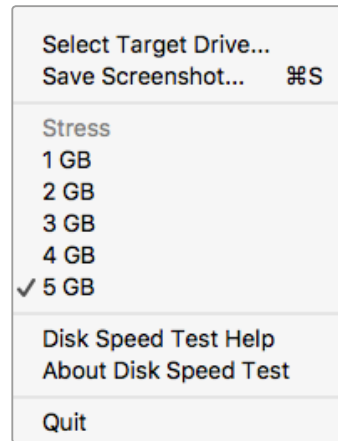 Select Target Drive...
Save Screenshot... ⌘S
Stress
1 GB
2 GB
3 GB
4 GB
✓ 5 GB
Disk Speed Test Help
About Disk Speed Test
Quit